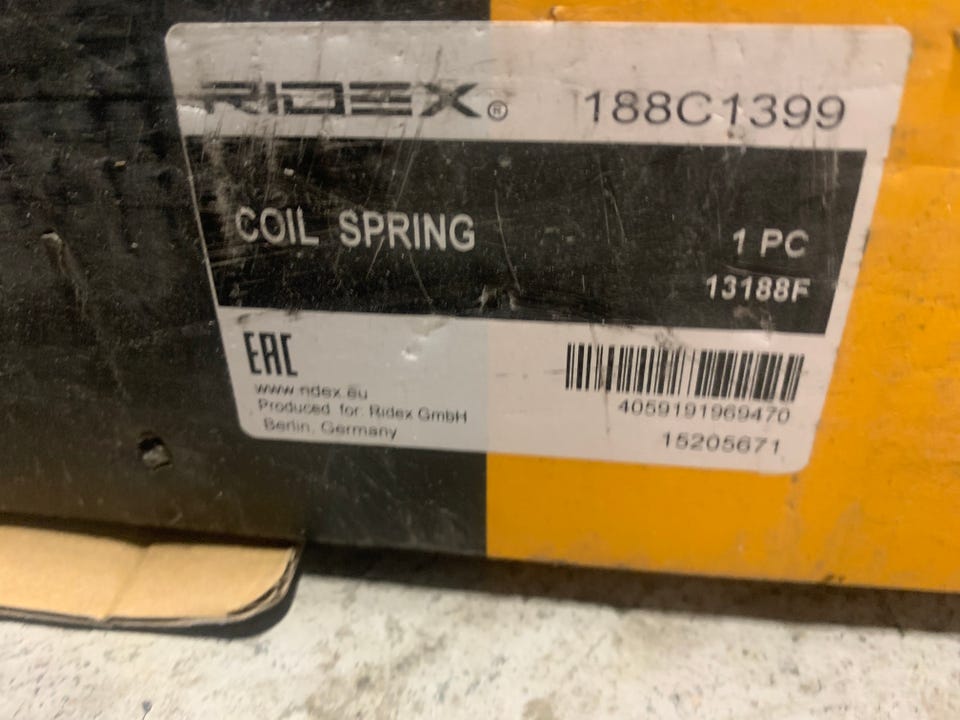 RIDEX® 188C1399
COIL SPRING
1 PC
13188F
EAC
www.ridex.eu
Produced for: Ridex GmbH
Berlin, Germany
4059191969470
15205671